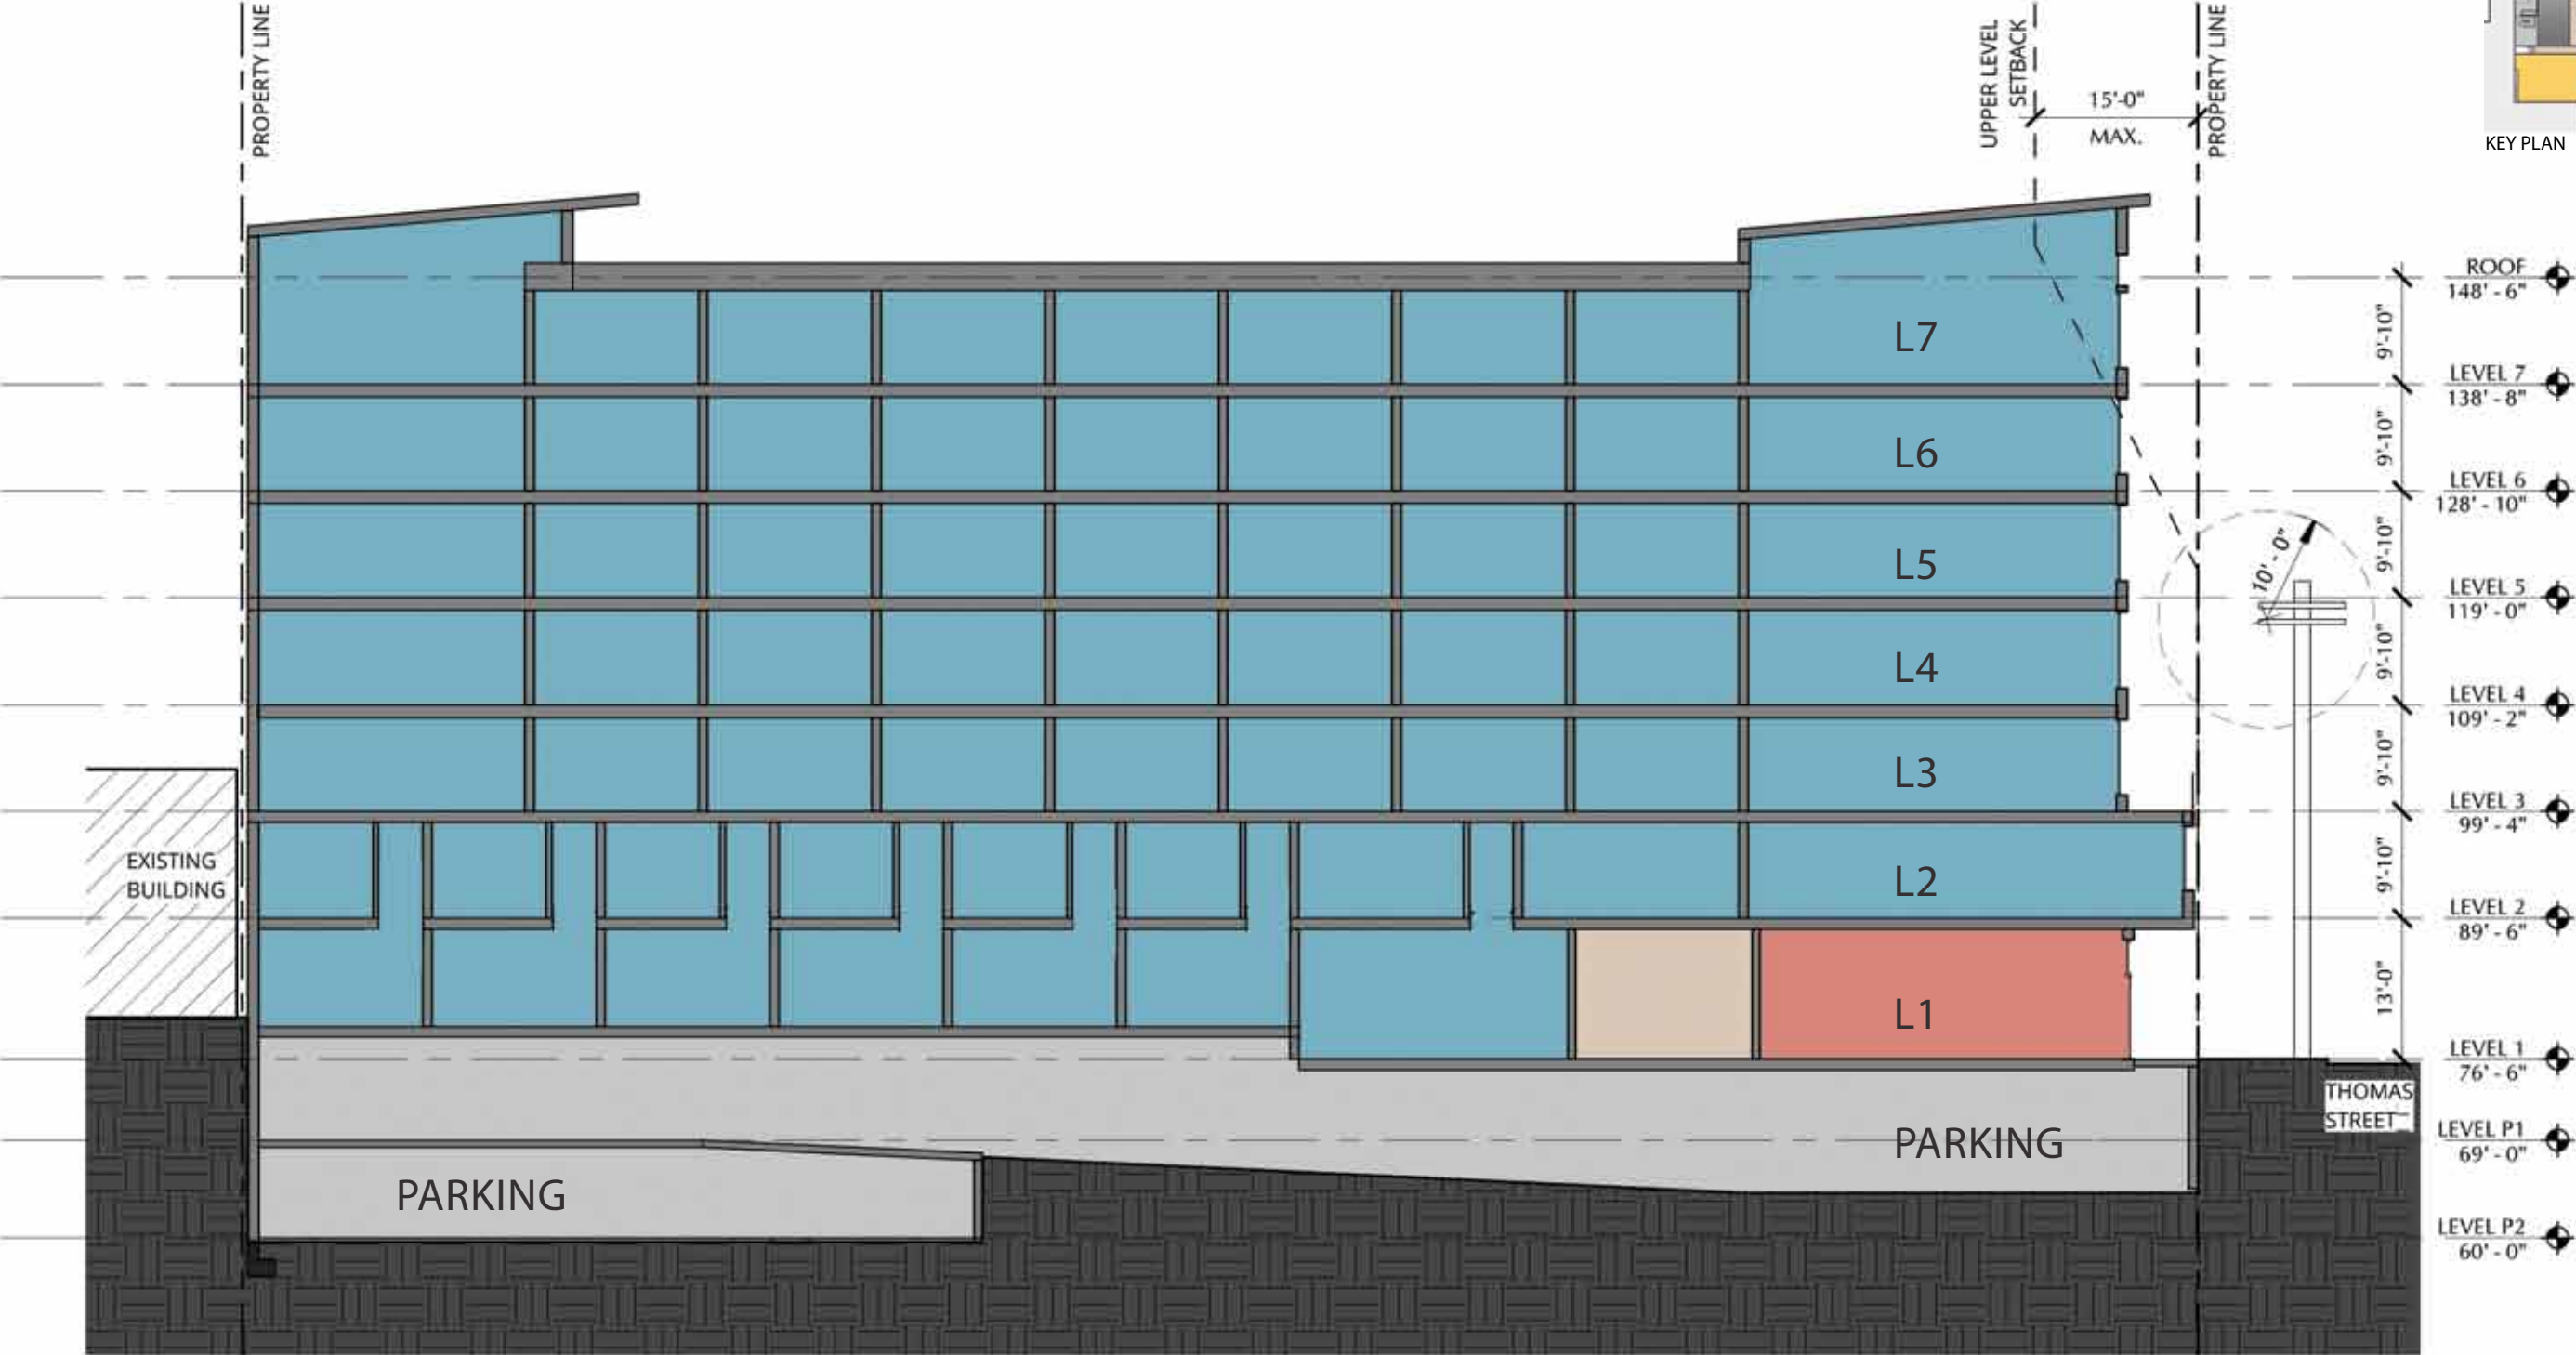 PROPERTY LINE
UPPER LEVEL
SETBACK
15'-0"
MAX.
PROPERTY LINE
KEY PLAN
ROOF
148' - 6"
9'-10"
L7
LEVEL 7
138' - 8"
9'-10"
L6
LEVEL 6
128' - 10"
9'-10"
L5
10' - 0"
LEVEL 5
119' - 0"
9'-10"
L4
LEVEL 4
109' - 2"
9'-10"
L3
LEVEL 3
99' - 4"
EXISTING
BUILDING
9'-10"
L2
LEVEL 2
89' - 6"
13'-0"
L1
LEVEL 1
76' - 6"
THOMAS
STREET
PARKING
LEVEL P1
69' - 0"
PARKING
LEVEL P2
60' - 0"